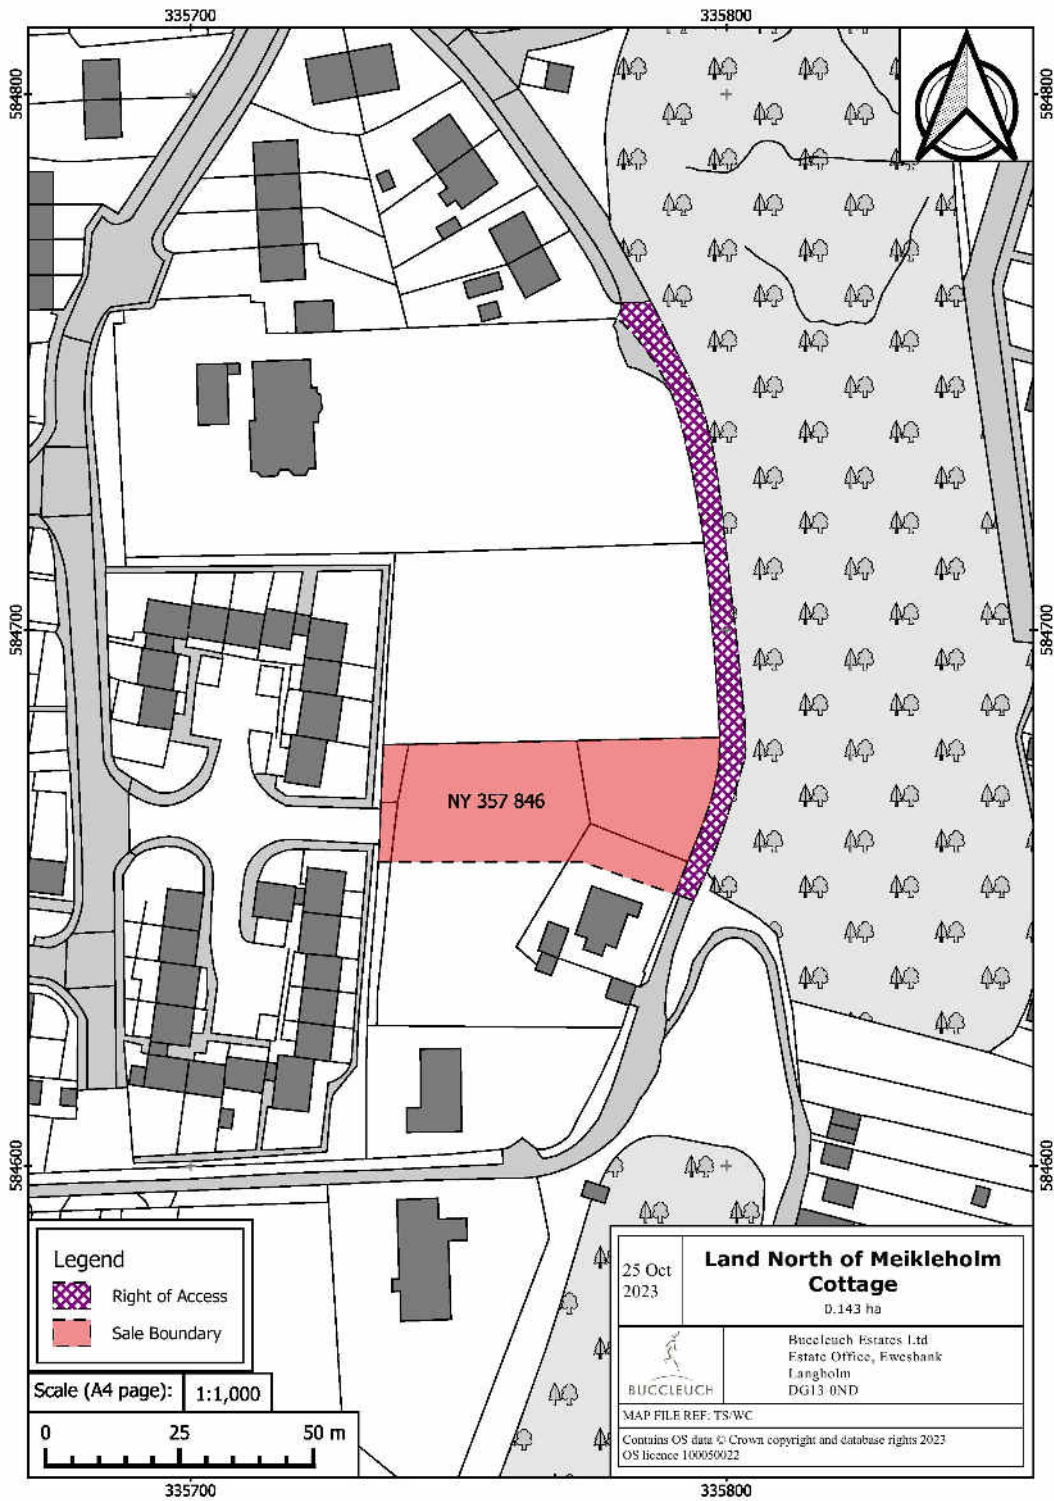 335700
335800
584800
584800
584700
584700
NY 357 846
584600
584600
Legend
Right of Access
Sale Boundary
Scale (A4 page):
1:1,000
0
25
50 m
25 Oct
2023
Land North of Meikleholm
Cottage
0.143 ha
BUCCLEUCH
Buccleuch Estates Ltd
Estate Office, Ewesbank
Langholm
DG13 0ND
MAP FILE REF: TS/WC
Contains OS data © Crown copyright and database rights 2023
OS licence 100050022
335700
335800